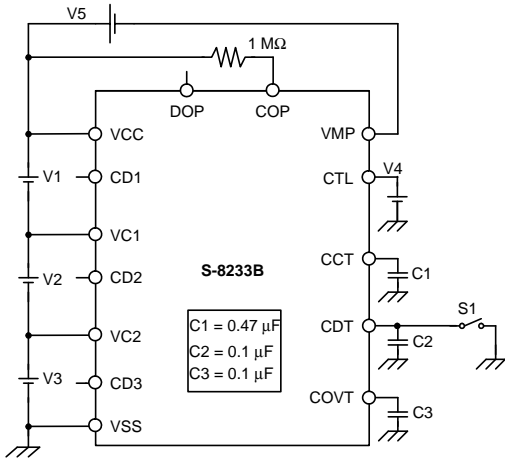 V5
1 MΩ
DOP
COP
VCC
VMP
V1
CD1
CTL
V4
VC1
V2
CD2
S-8233B
CCT
C1
S1
C1 = 0.47 µF
C2 = 0.1 µF
C3 = 0.1 µF
CDT
C2
VC2
V3
CD3
COVT
C3
VSS